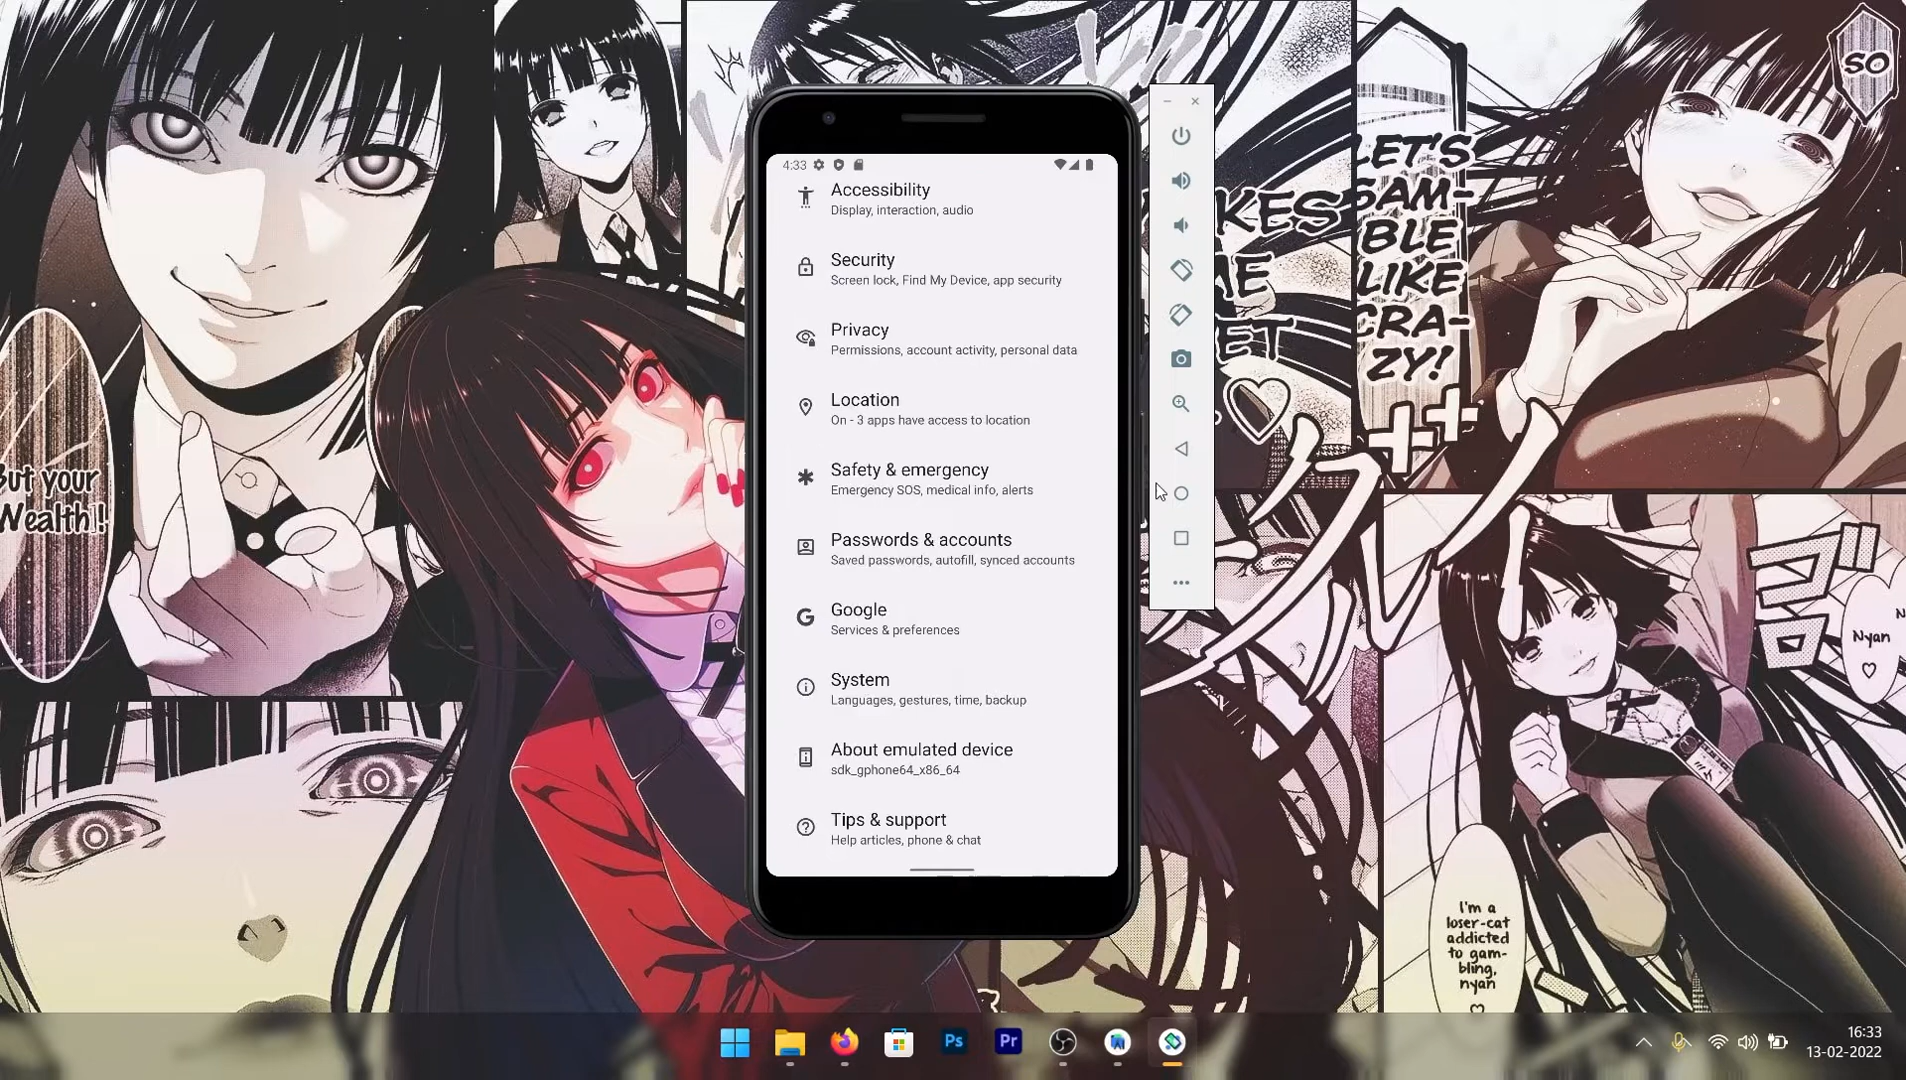 SO
LET'S
GAM-
BLE
LIKE
CRA-
ZY!
But your
Wealth!
4:33
Accessibility
Display, interaction, audio
Security
Screen lock, Find My Device, app security
Privacy
Permissions, account activity, personal data
Location
On - 3 apps have access to location
Safety & emergency
Emergency SOS, medical info, alerts
Passwords & accounts
Saved passwords, autofill, synced accounts
Google
Services & preferences
System
Languages, gestures, time, backup
About emulated device
sdk_gphone64_x86_64
Tips & support
Help articles, phone & chat
Nyan
♡
I'm a
loser-cat
addicted
to gam-
bling,
nyan
♡
Ps
Pr
16:33
13-02-2022